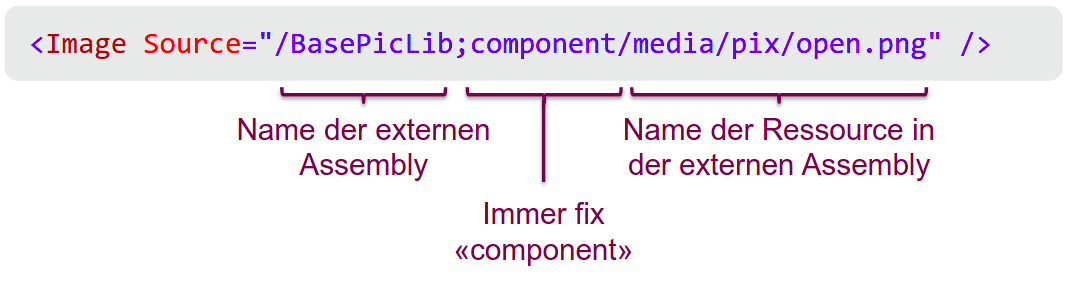 <Image Source="/BasePicLib;component/media/pix/open.png" />
Name der externen
Assembly
Name der Ressource in
der externen Assembly
Immer fix
«component»